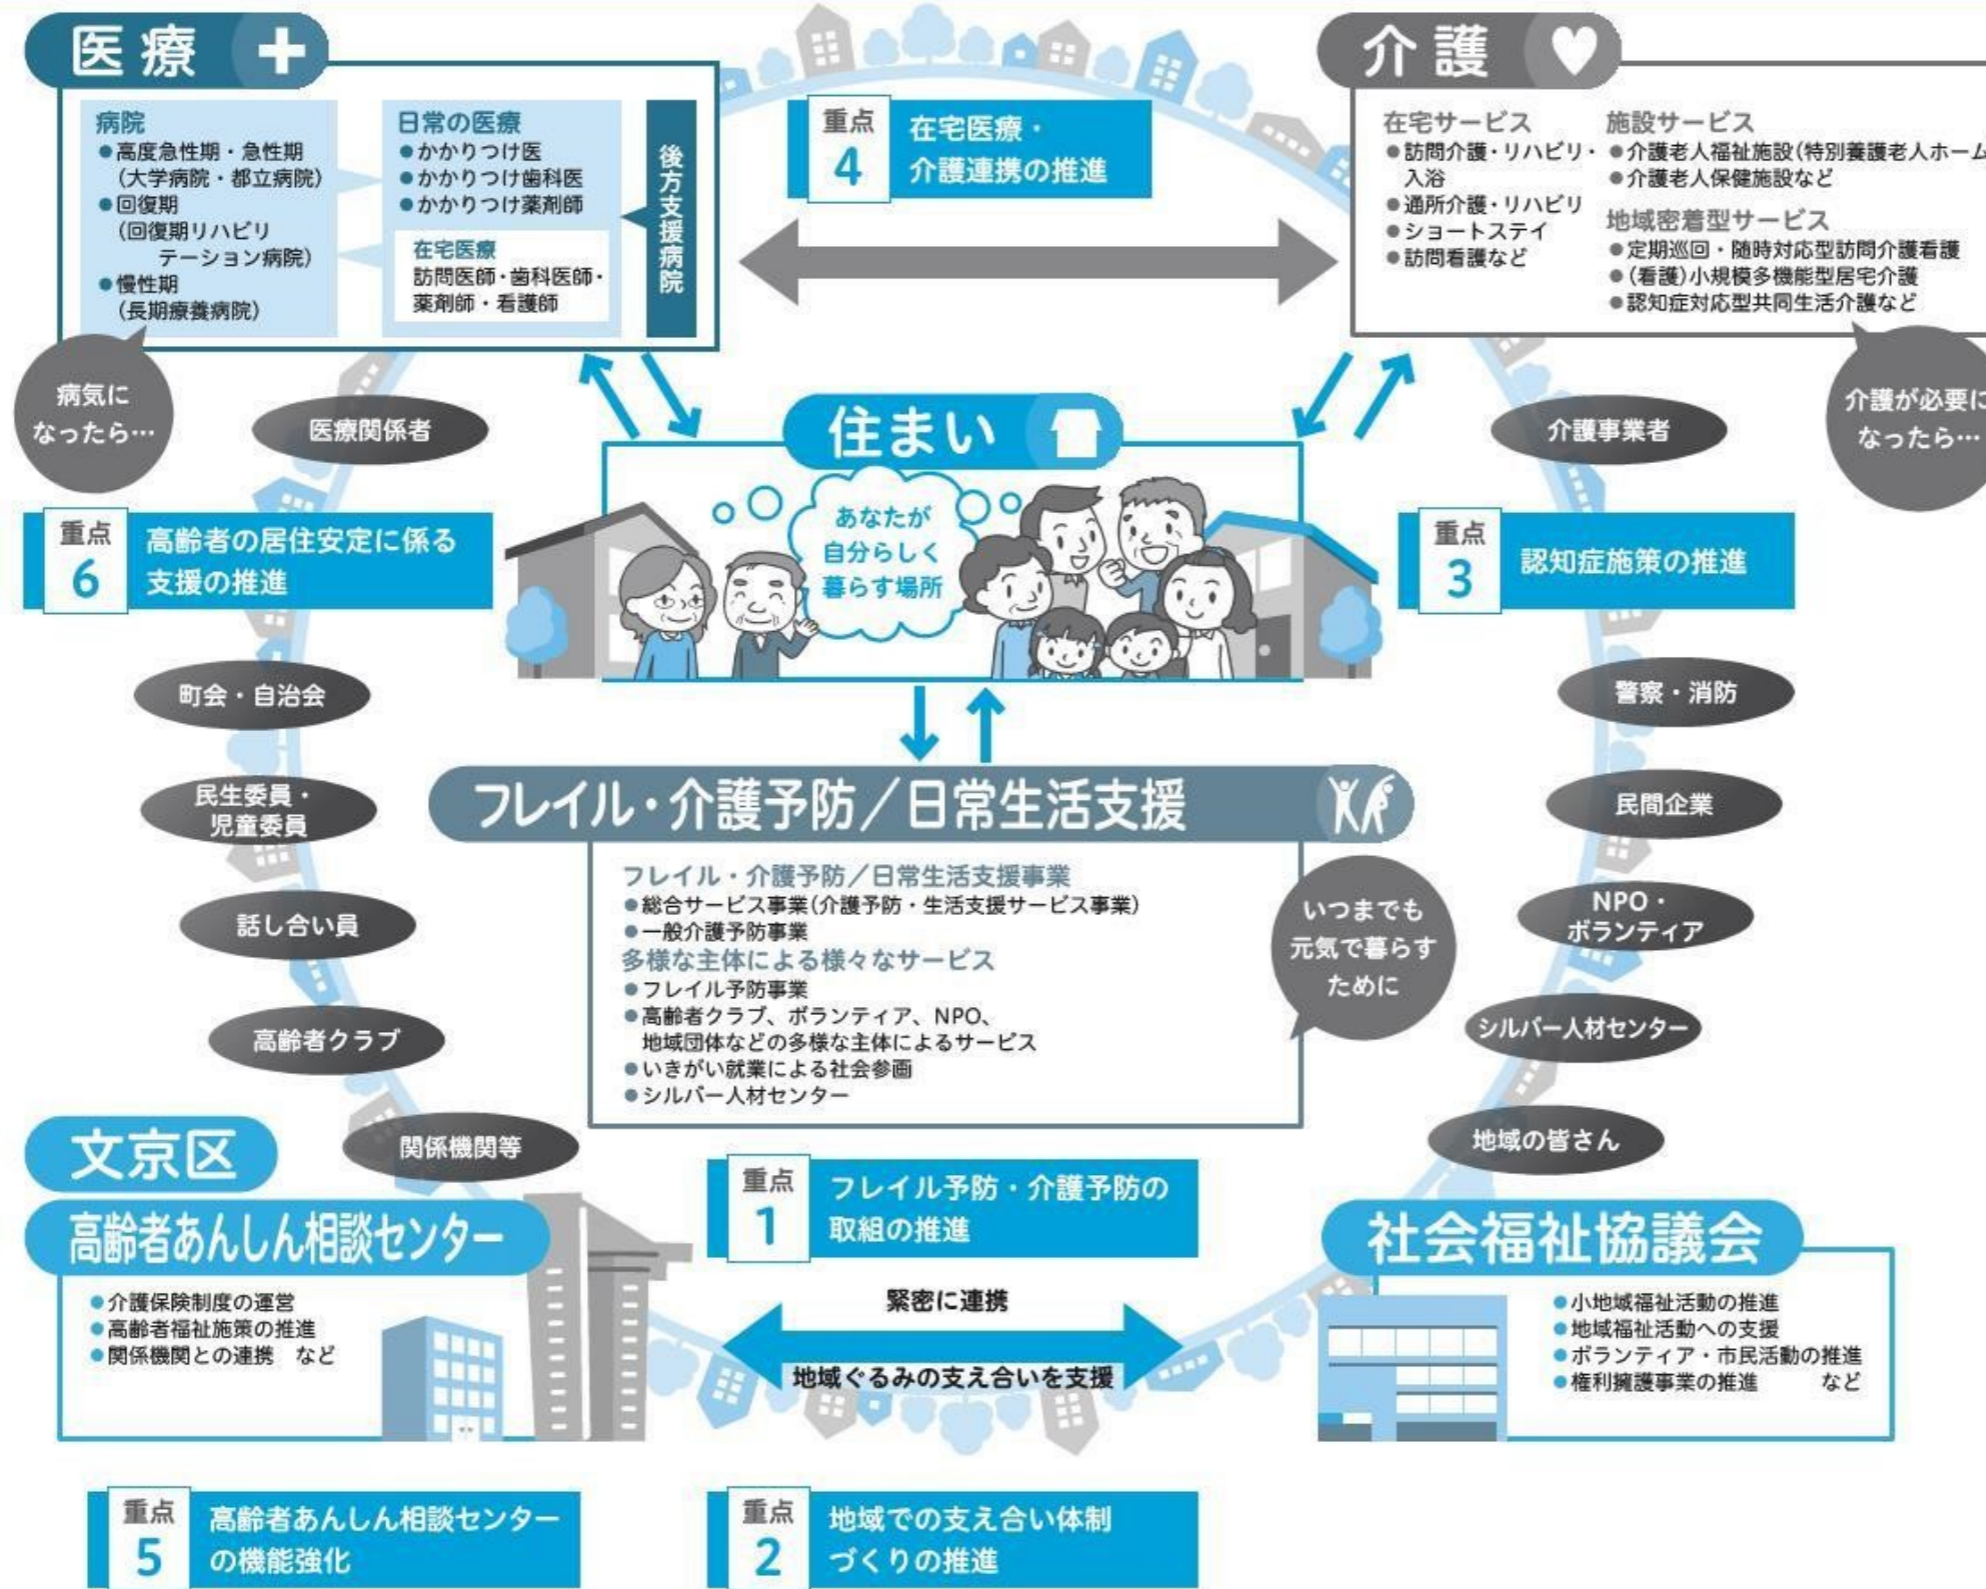 医療
病院
●高度急性期・急性期
(大学病院・都立病院)
●回復期
(回復期リハビリ
テーション病院)
●慢性期
(長期療養病院)
日常の医療
●かかりつけ医
●かかりつけ歯科医
●かかりつけ薬剤師
在宅医療
訪問医師・歯科医師・
薬剤師・看護師
後方支援病院
病気に
なったら…
重点
4
在宅医療・
介護連携の推進
介護
在宅サービス
●訪問介護・リハビリ・
入浴
●通所介護・リハビリ
●ショートステイ
●訪問看護など
施設サービス
●介護老人福祉施設(特別養護老人ホーム
●介護老人保健施設など
地域密着型サービス
●定期巡回・随時対応型訪問介護看護
●(看護)小規模多機能型居宅介護
●認知症対応型共同生活介護など
介護が必要に
なったら…
医療関係者
介護事業者
住まい
あなたが
自分らしく
暮らす場所
重点
6
高齢者の居住安定に係る
支援の推進
重点
3
認知症施策の推進
町会・自治会
民生委員・
児童委員
話し合い員
高齢者クラブ
関係機関等
警察・消防
民間企業
NPO・
ボランティア
シルバー人材センター
地域の皆さん
フレイル・介護予防／日常生活支援
フレイル・介護予防／日常生活支援事業
●総合サービス事業(介護予防・生活支援サービス事業)
●一般介護予防事業
多様な主体による様々なサービス
●フレイル予防事業
●高齢者クラブ、ボランティア、NPO、
地域団体などの多様な主体によるサービス
●いきがい就業による社会参画
●シルバー人材センター
いつまでも
元気で暮らす
ために
文京区
高齢者あんしん相談センター
●介護保険制度の運営
●高齢者福祉施策の推進
●関係機関との連携　など
重点
1
フレイル予防・介護予防の
取組の推進
緊密に連携
地域ぐるみの支え合いを支援
社会福祉協議会
●小地域福祉活動の推進
●地域福祉活動への支援
●ボランティア・市民活動の推進
●権利擁護事業の推進　など
重点
5
高齢者あんしん相談センター
の機能強化
重点
2
地域での支え合い体制
づくりの推進